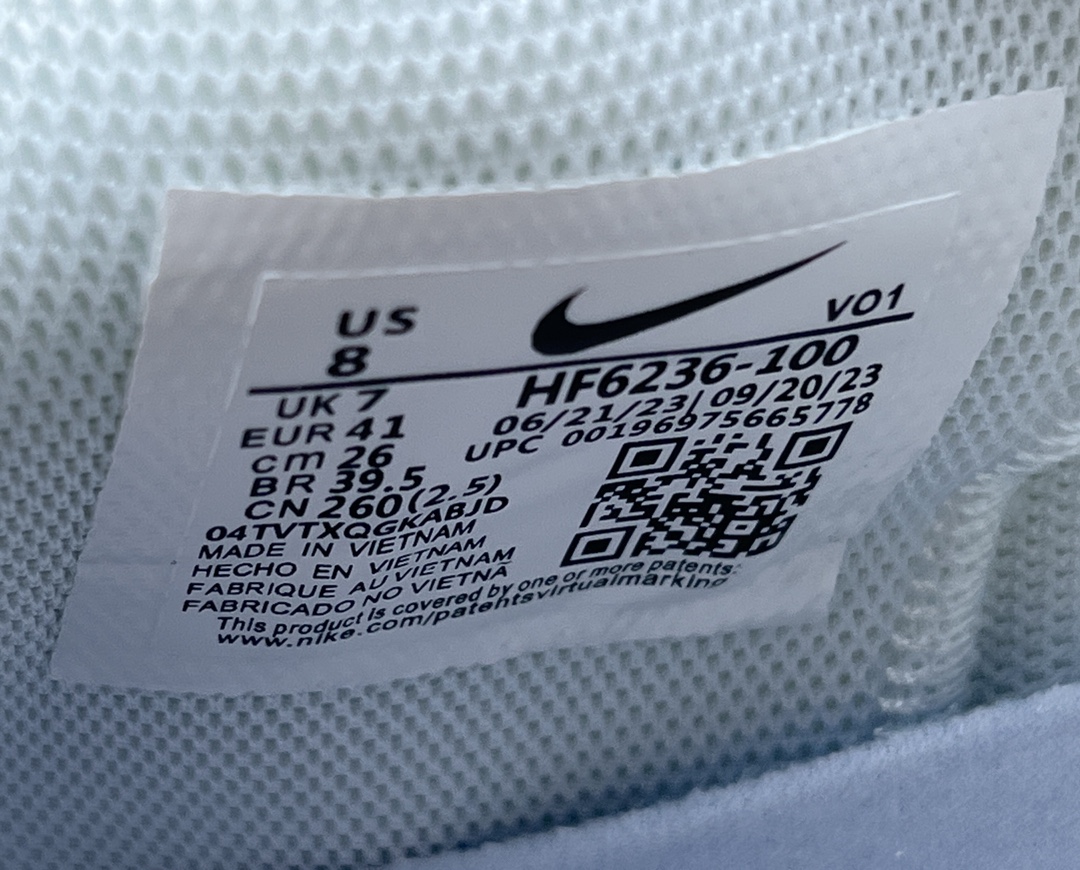 US
8
VO1
UK 7
EUR 41
cm 26
BR 39.5
CN 260(2.5)
HF6236-100
06/21/23| 09/20/23
UPC 00196975665778
04TVTXQGKABJD
MADE IN VIETNAM
HECHO EN VIETNAM
FABRIQUE AU VIETNAM
FABRICADO NO VIETNÃ
This product is covered by one or more patents:
www.nike.com/patentsvirtualmarking